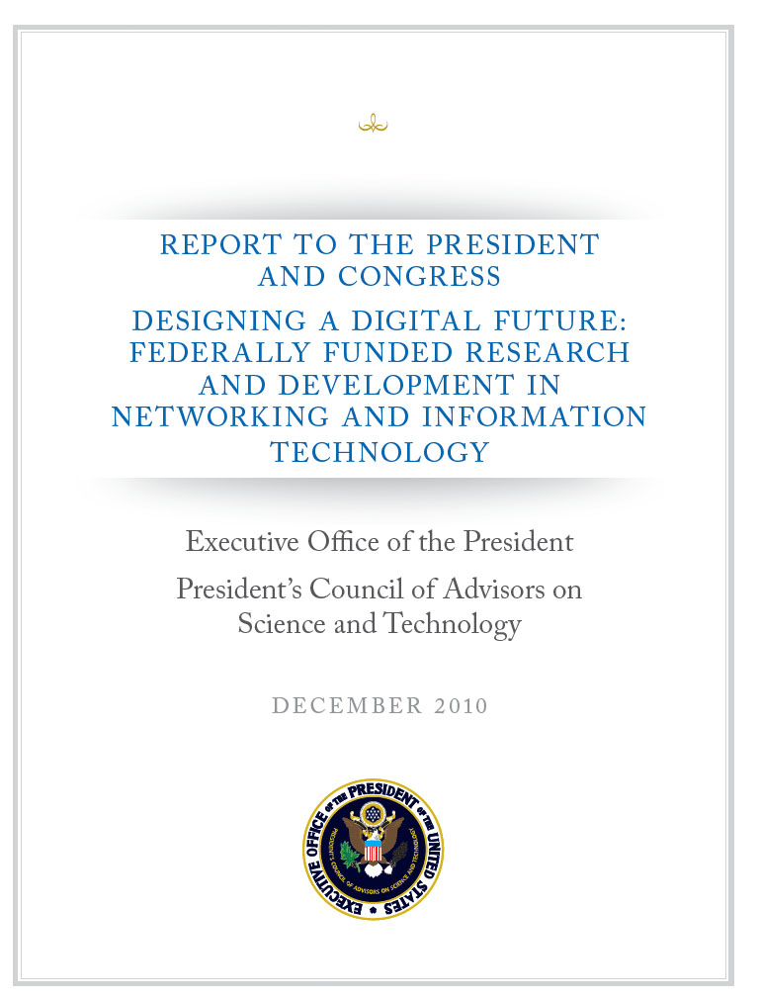 REPORT TO THE PRESIDENT
AND CONGRESS
DESIGNING A DIGITAL FUTURE:
FEDERALLY FUNDED RESEARCH
AND DEVELOPMENT IN
NETWORKING AND INFORMATION
TECHNOLOGY
Executive Office of the President
President’s Council of Advisors on
Science and Technology
DECEMBER 2010
EXECUTIVE OFFICE OF THE PRESIDENT OF THE UNITED STATES
PRESIDENT'S COUNCIL OF ADVISORS ON SCIENCE AND TECHNOLOGY